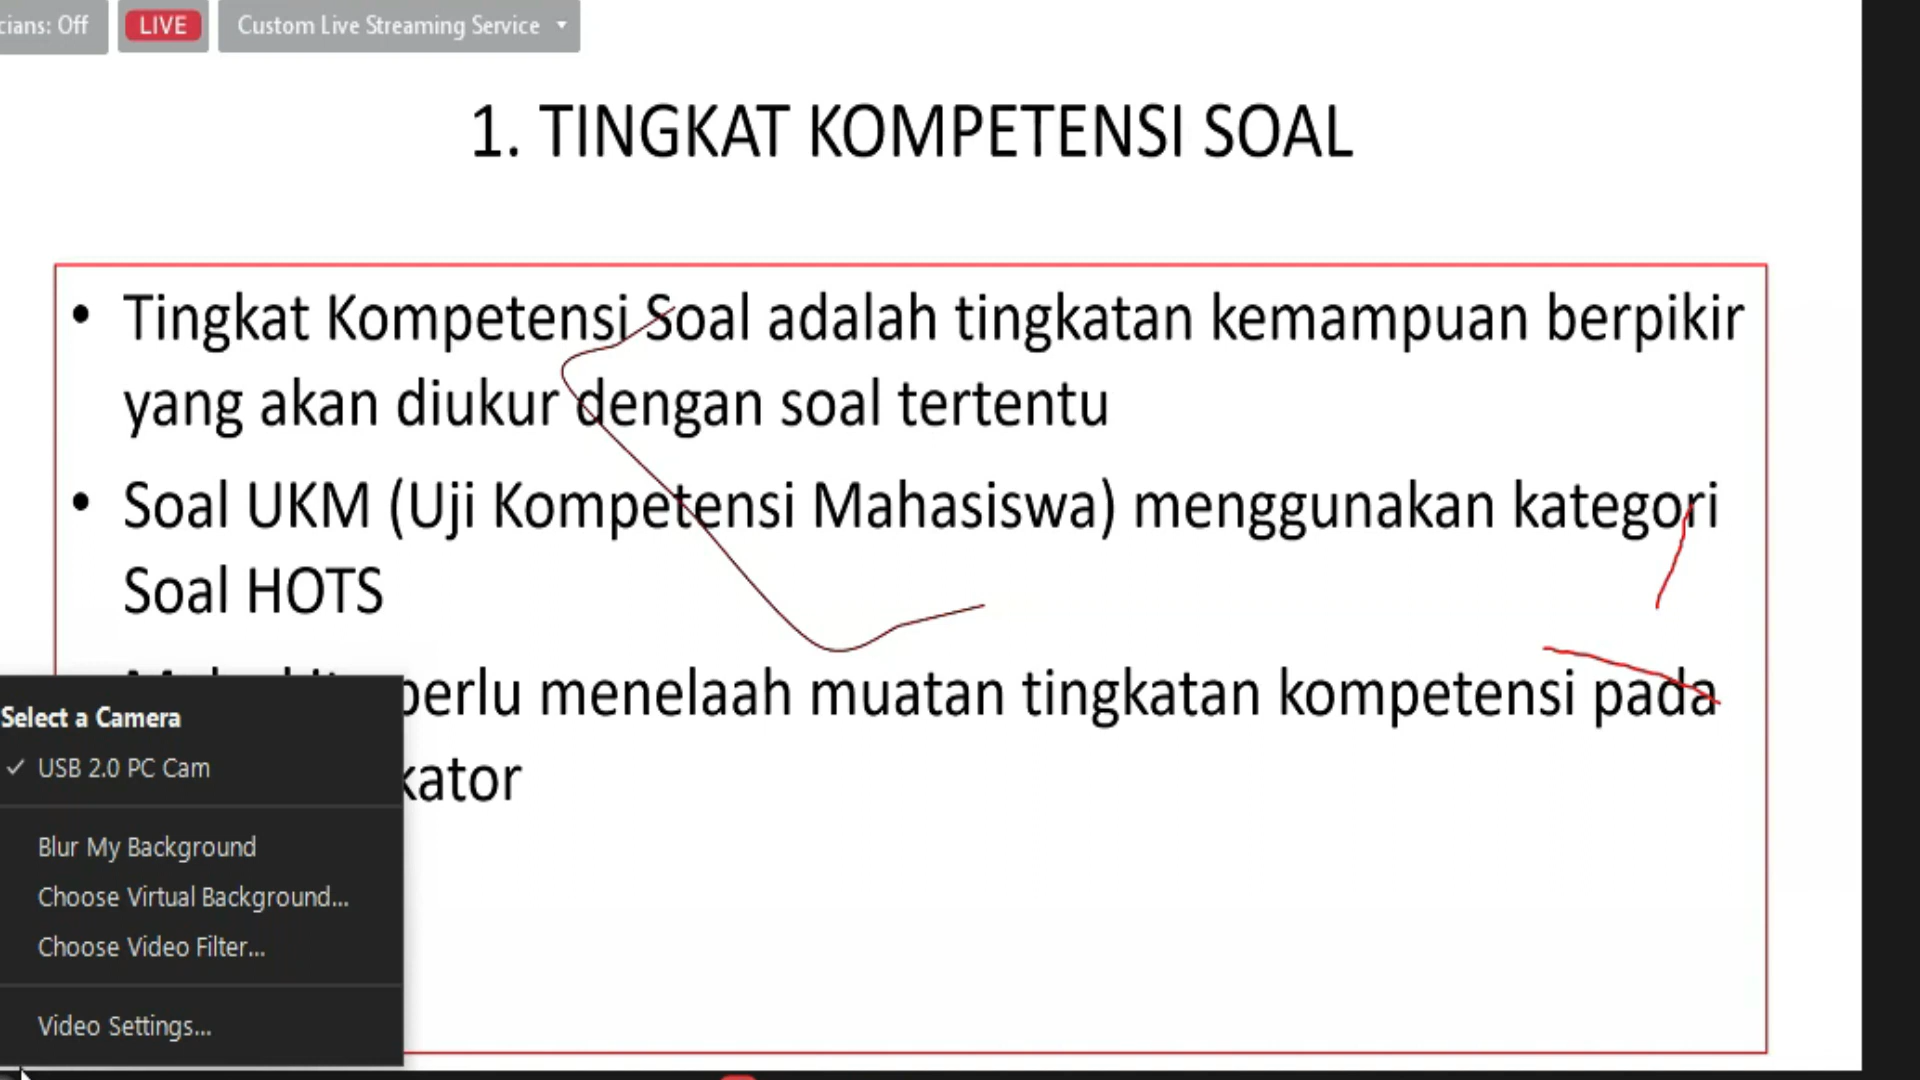 cians: Off LIVE Custom Live Streaming Service
1. TINGKAT KOMPETENSI SOAL
• Tingkat Kompetensi Soal adalah tingkatan kemampuan berpikir
yang akan diukur dengan soal tertentu
• Soal UKM (Uji Kompetensi Mahasiswa) menggunakan kategori
Soal HOTS
perlu menelaah muatan tingkatan kompetensi pada
kator
Select a Camera
✓ USB 2.0 PC Cam
Blur My Background
Choose Virtual Background...
Choose Video Filter...
Video Settings...